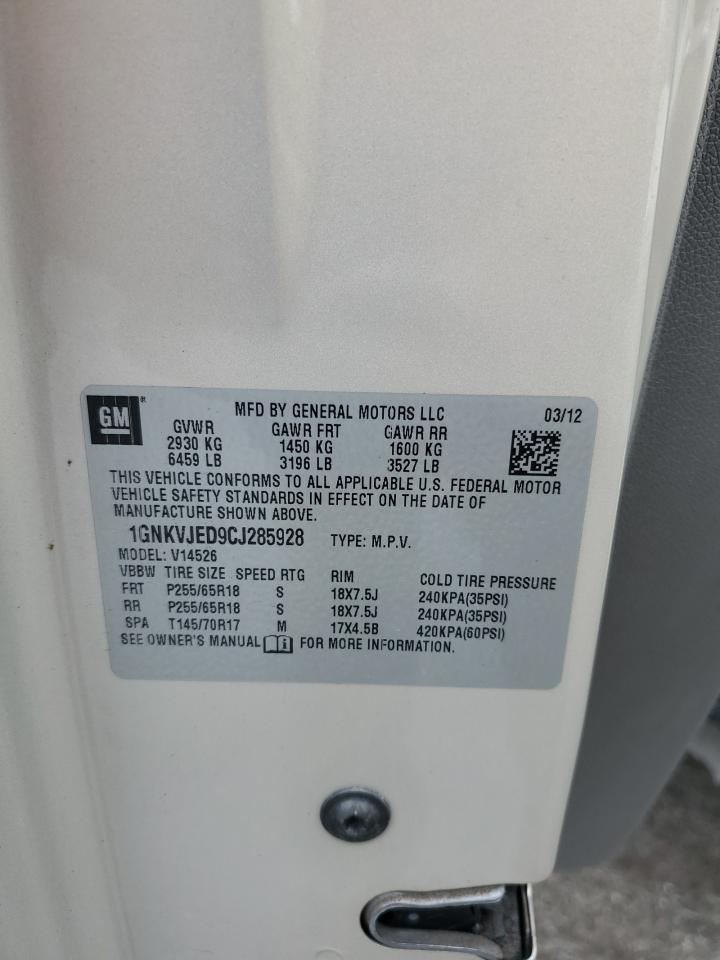 GM ® MFD BY GENERAL MOTORS LLC 03/12
GVWR GAWR FRT GAWR RR
2930 KG 1450 KG 1600 KG
6459 LB 3196 LB 3527 LB
THIS VEHICLE CONFORMS TO ALL APPLICABLE U.S. FEDERAL MOTOR
VEHICLE SAFETY STANDARDS IN EFFECT ON THE DATE OF
MANUFACTURE SHOWN ABOVE.
1GNKVJED9CJ285928 TYPE: M.P.V.
MODEL: V14526
VBBW TIRE SIZE SPEED RTG RIM COLD TIRE PRESSURE
FRT P255/65R18 S 18X7.5J 240KPA(35PSI)
RR P255/65R18 S 18X7.5J 240KPA(35PSI)
SPA T145/70R17 M 17X4.5B 420KPA(60PSI)
SEE OWNER'S MANUAL i FOR MORE INFORMATION.